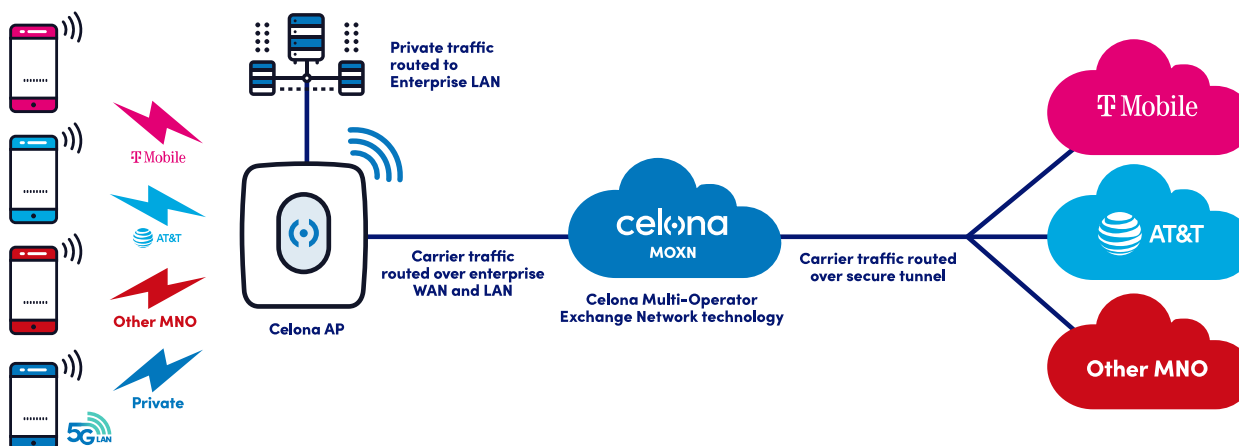 T Mobile
AT&T
Other MNO
Private
5G LAN
Private traffic
routed to
Enterprise LAN
Celona AP
Carrier traffic
routed over enterprise
WAN and LAN
celona
MOXN
Celona Multi-Operator
Exchange Network technology
Carrier traffic routed
over secure tunnel
T Mobile
AT&T
Other MNO